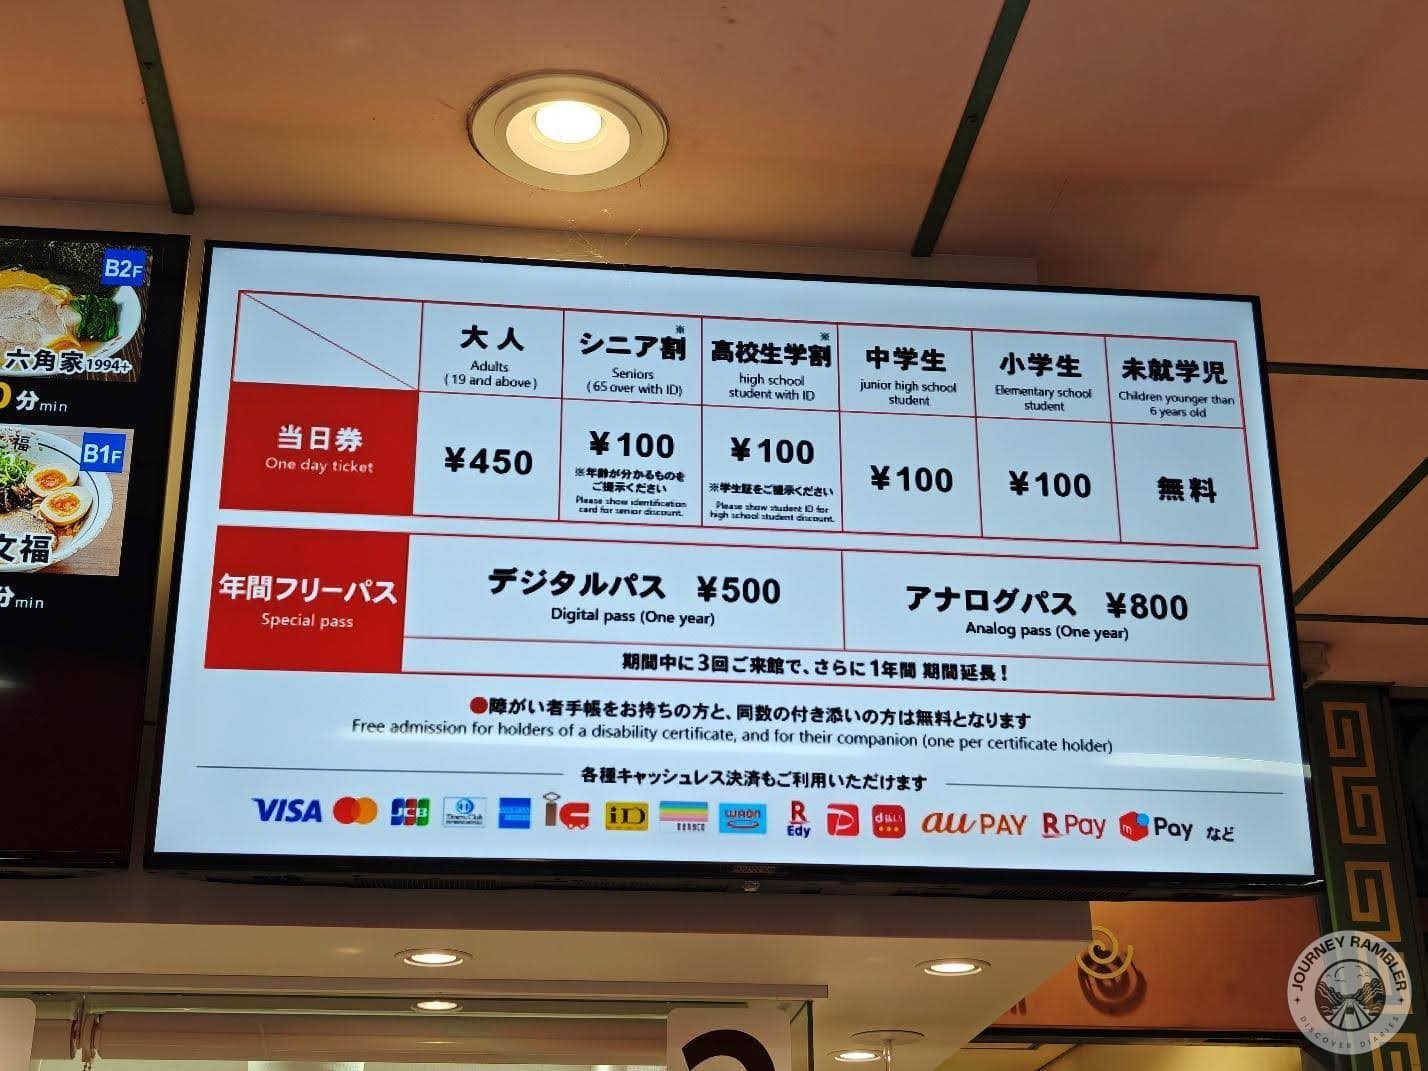 B2F
六角家1994+
0分min
B1F
文福
分min
大人
Adults
(19 and above)
シニア割※
Seniors
(65 over with ID)
高校生学割※
high school
student with ID
中学生
junior high school
student
小学生
Elementary school
student
未就学児
Children younger than
6 years old
当日券
One day ticket
¥450
¥100
※年齢が分かるものを
ご提示ください
Please show identification
card for senior discount.
¥100
※学生証をご提示ください
Please show student ID for
high school student discount.
¥100
¥100
無料
年間フリーパス
Special pass
デジタルパス ¥500
Digital pass (One year)
アナログパス ¥800
Analog pass (One year)
期間中に3回ご来館で、さらに1年間 期間延長！
●障がい者手帳をお持ちの方と、同数の付き添いの方は無料となります
Free admission for holders of a disability certificate, and for their companion (one per certificate holder)
各種キャッシュレス決済もご利用いただけます
VISA JCB Diners Club iD nanaco WAON R Edy d払い au PAY R Pay m Pay など
JOURNEY RAMBLER
DISCOVER DIARIES